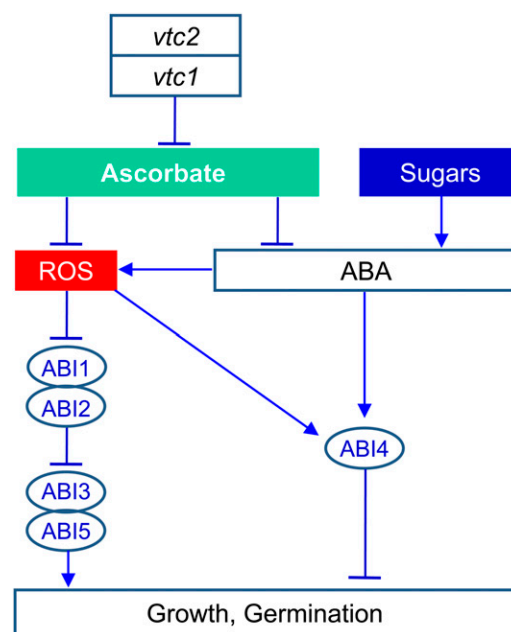 vtc2
vtc1
Ascorbate
Sugars
ROS
ABA
ABI1
ABI2
ABI4
ABI3
ABI5
Growth, Germination